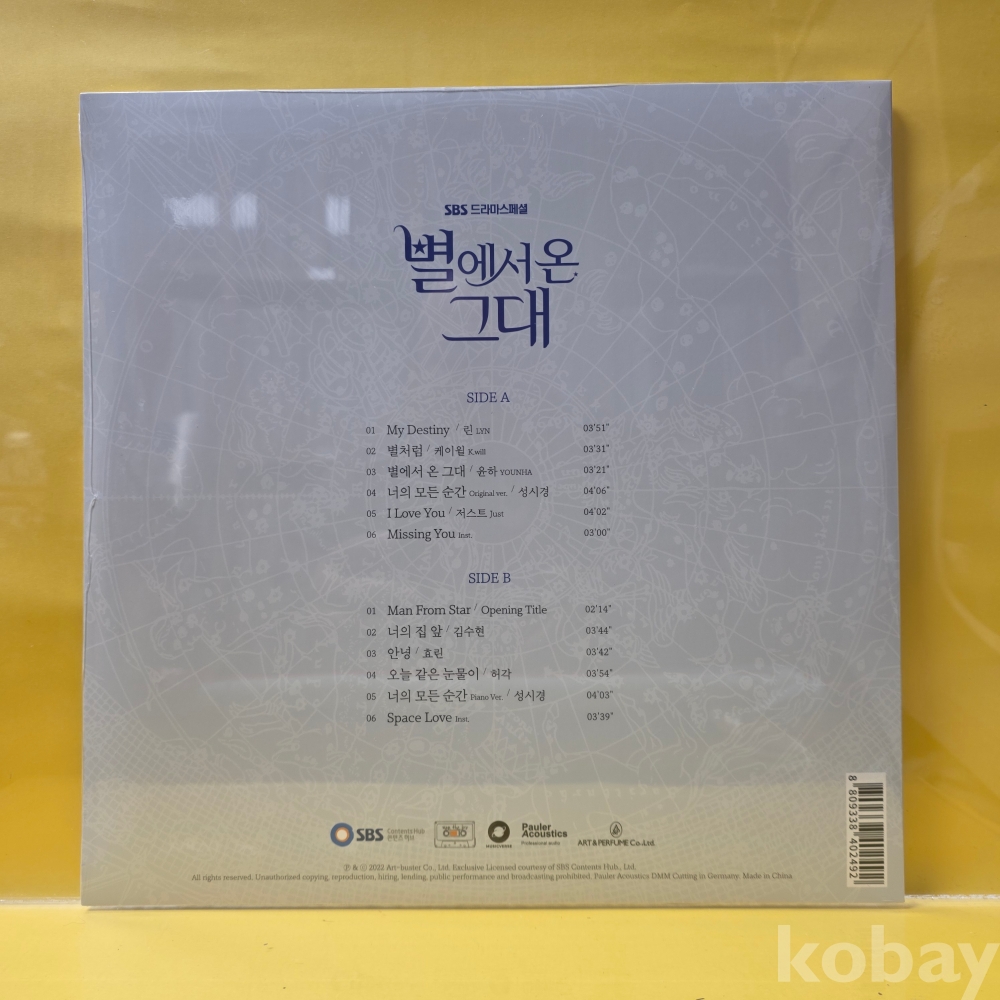 SBS 드라마스페셜
별에서 온
그대
SIDE A
01 My Destiny / 린 LYN 03'51"
02 별처럼 / 케이윌 K.will 03'31"
03 별에서 온 그대 / 윤하 YOUNHA 03'21"
04 너의 모든 순간 Original ver. / 성시경 04'06"
05 I Love You / 저스트 Just 04'02"
06 Missing You Inst. 03'00"
SIDE B
01 Man From Star / Opening Title 02'14"
02 너의 집 앞 / 김수현 03'44"
03 안녕 / 효린 03'42"
04 오늘 같은 눈물이 / 허각 03'54"
05 너의 모든 순간 Piano Ver. / 성시경 04'03"
06 Space Love Inst. 03'39"
SBS Contents Hub 콘텐츠허브
Pauler Acoustics
Professional audio
ART & PERFUME Co.,Ltd.
8 809338 402492
Ⓟ & ⓒ 2022 Art-buster Co., Ltd. Exclusive Licensed courtesy of SBS Contents Hub., Ltd.
All rights reserved. Unauthorised copying, reproduction, hiring, lending, public performance and broadcasting prohibited. Pauler Acoustics DMM Cutting in Germany. Made in China
kobay